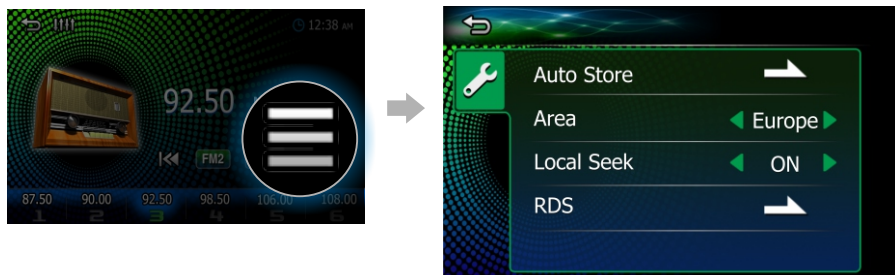 12:38 AM
92.50
FM2
87.50 90.00 92.50 98.50 106.00 108.00
1 2 3 4 5 6
Auto Store
Area Europe
Local Seek ON
RDS